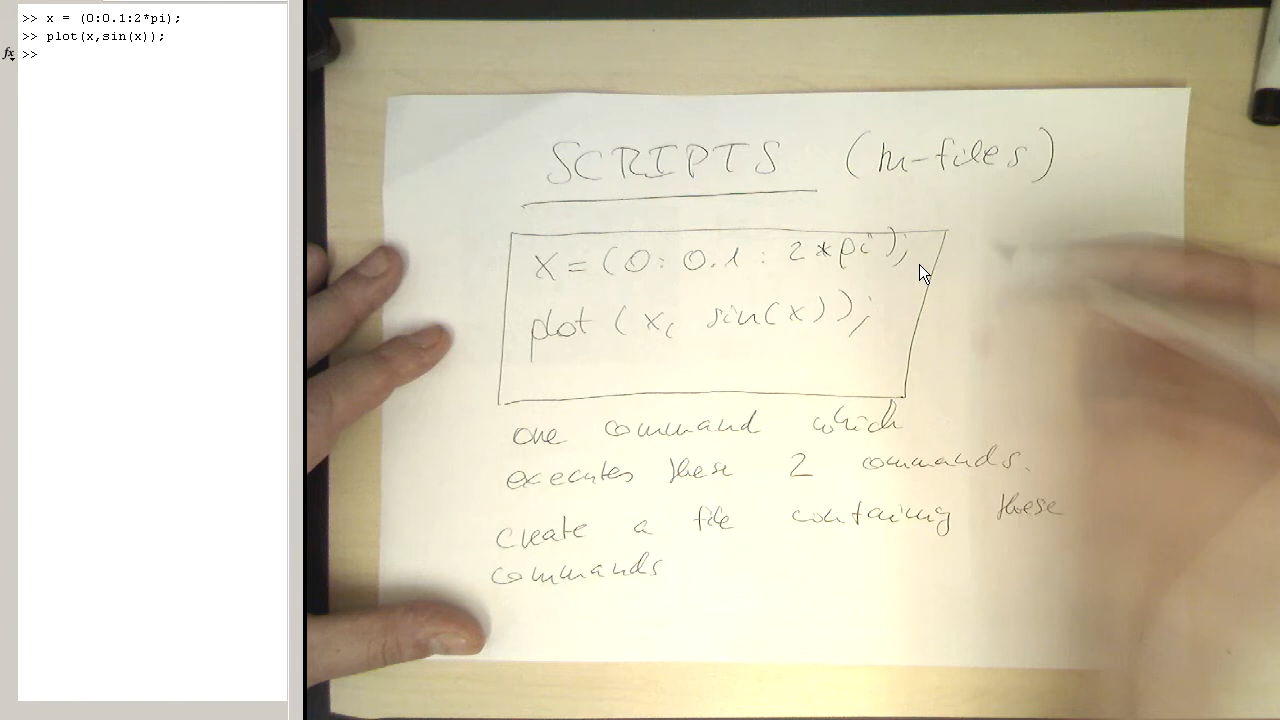 >> x = (0:0.1:2*pi);
>> plot(x,sin(x));
fx >>
SCRIPTS (m-files)
x = (0: 0.1 : 2*pi);
plot (x, sin(x));
one command which
executes these 2 commands.
create a file containing these
commands